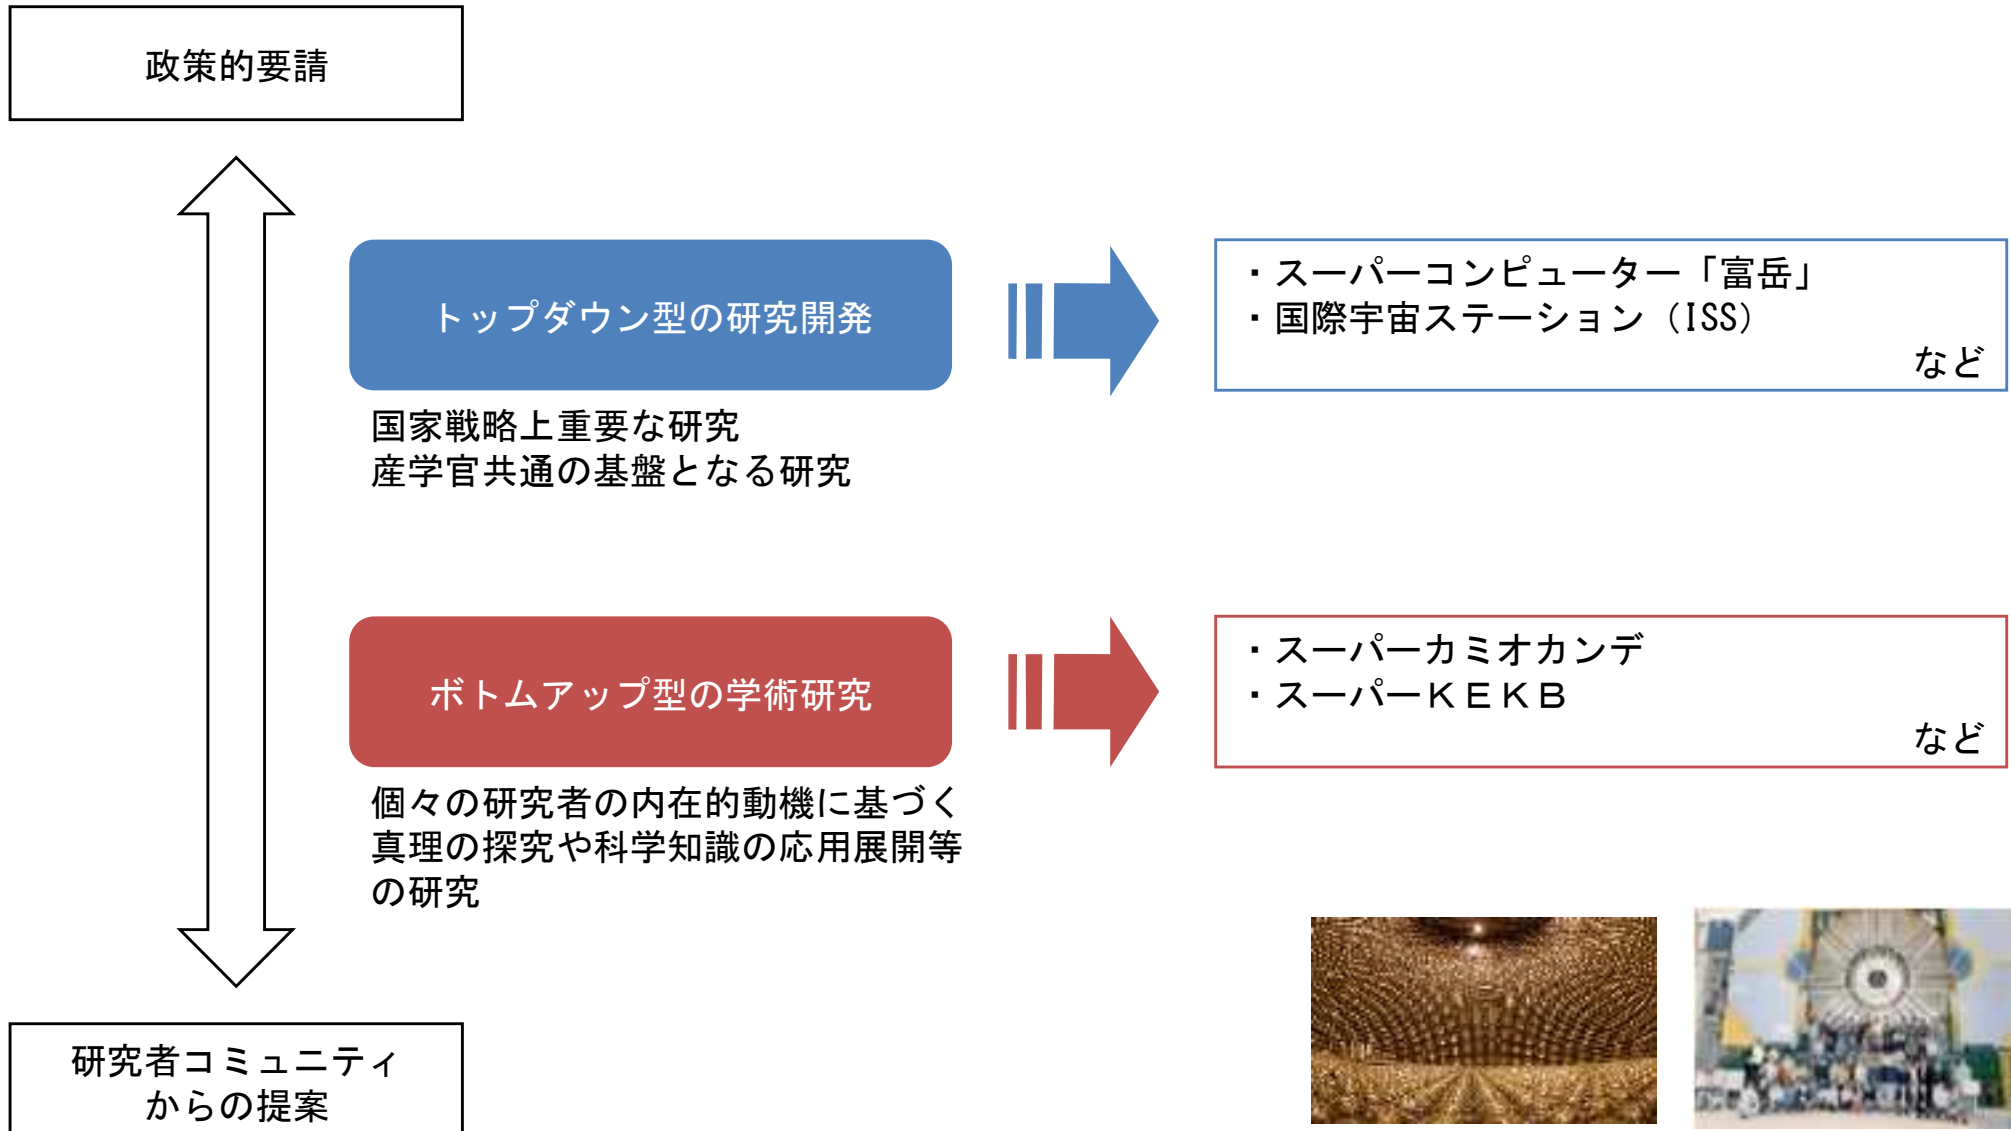 政策的要請
トップダウン型の研究開発
・スーパーコンピューター「富岳」
・国際宇宙ステーション（ISS）
など
国家戦略上重要な研究
産学官共通の基盤となる研究
ボトムアップ型の学術研究
・スーパーカミオカンデ
・スーパーＫＥＫＢ
など
個々の研究者の内在的動機に基づく
真理の探究や科学知識の応用展開等
の研究
研究者コミュニティ
からの提案